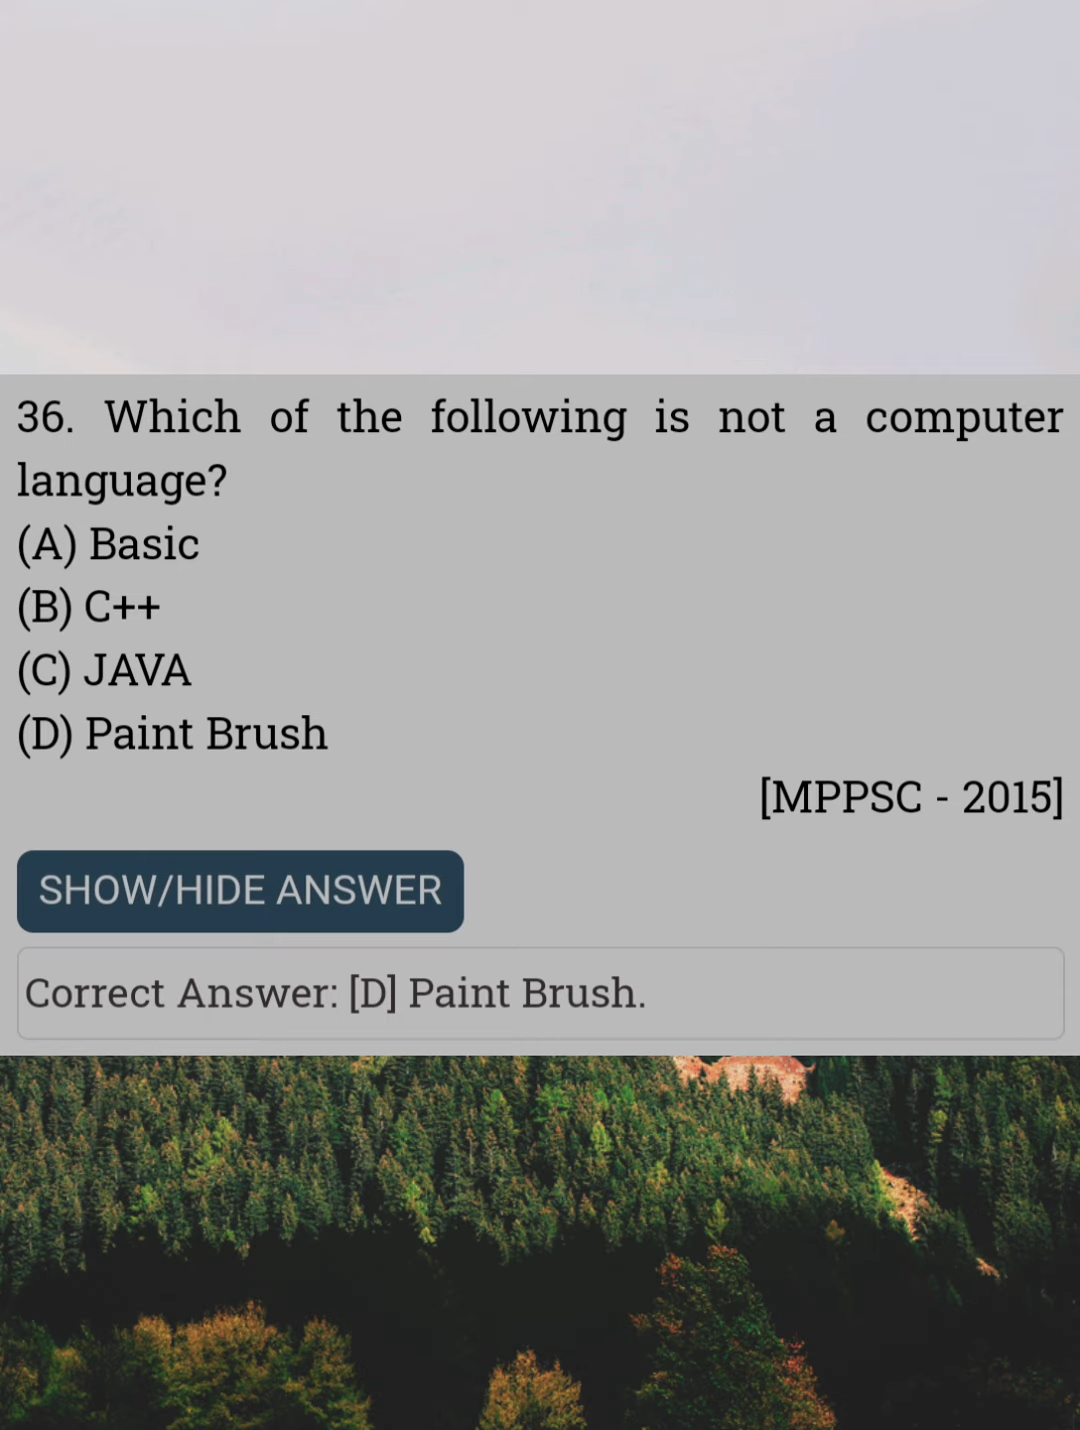 36. Which of the following is not a computer
language?
(A) Basic
(B) C++
(C) JAVA
(D) Paint Brush
[MPPSC - 2015]
SHOW/HIDE ANSWER
Correct Answer: [D] Paint Brush.